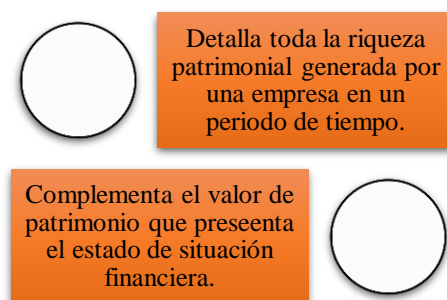 Detalla toda la riqueza
patrimonial generada por
una empresa en un
periodo de tiempo.
Complementa el valor de
patrimonio que preseenta
el estado de situación
financiera.